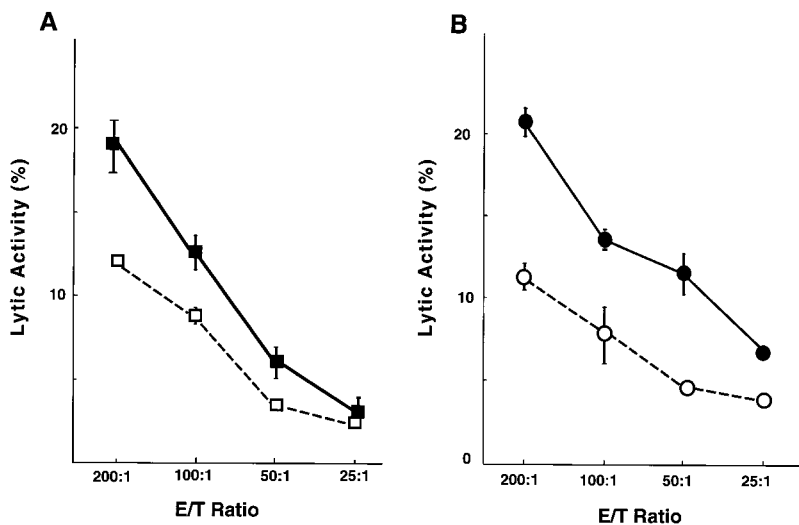 A
Lytic Activity (%)
20
10
200:1 100:1 50:1 25:1
E/T Ratio
B
Lytic Activity (%)
20
10
0
200:1 100:1 50:1 25:1
E/T Ratio